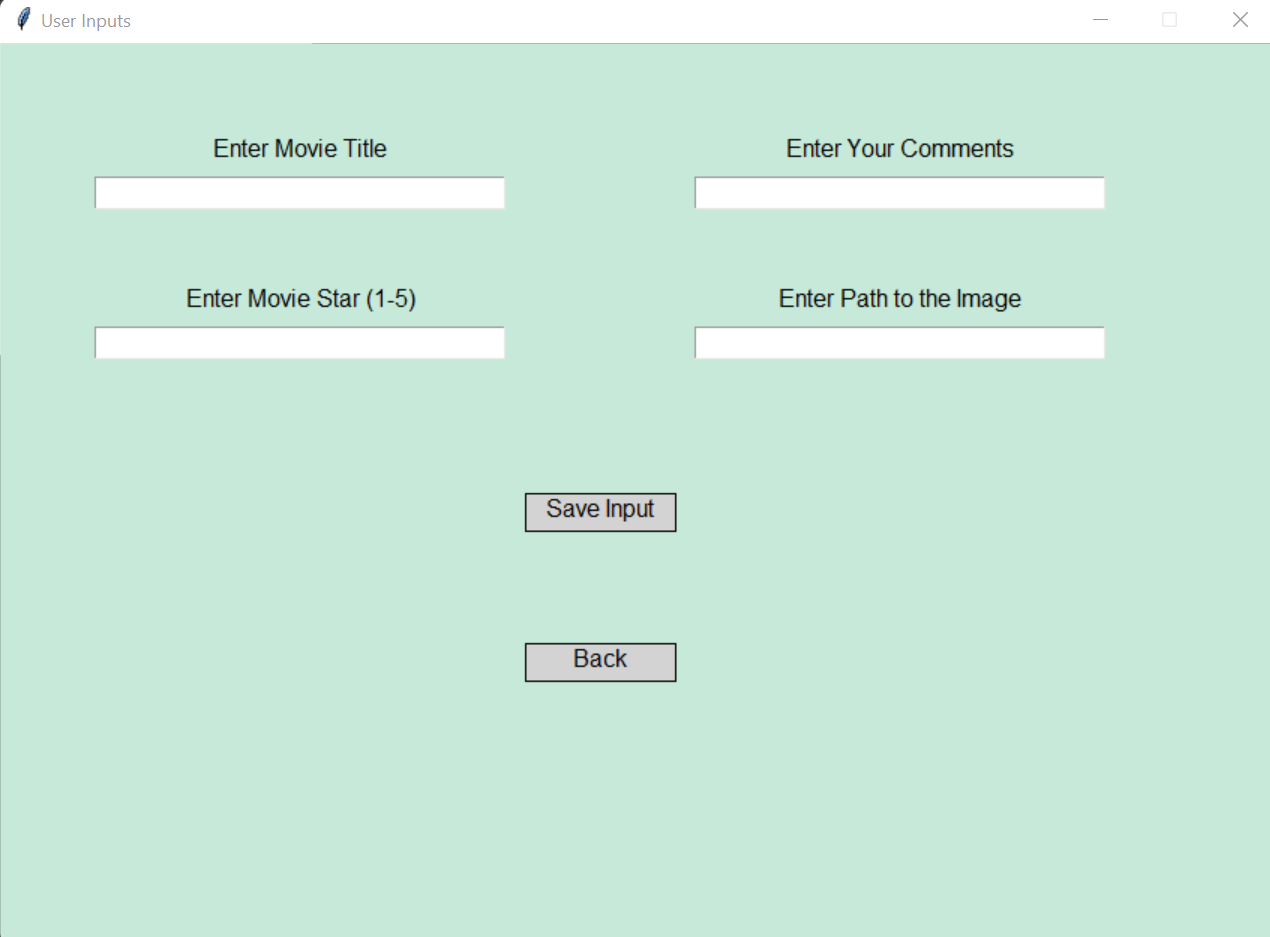 User Inputs
Enter Movie Title
Enter Your Comments
Enter Movie Star (1-5)
Enter Path to the Image
Save Input
Back